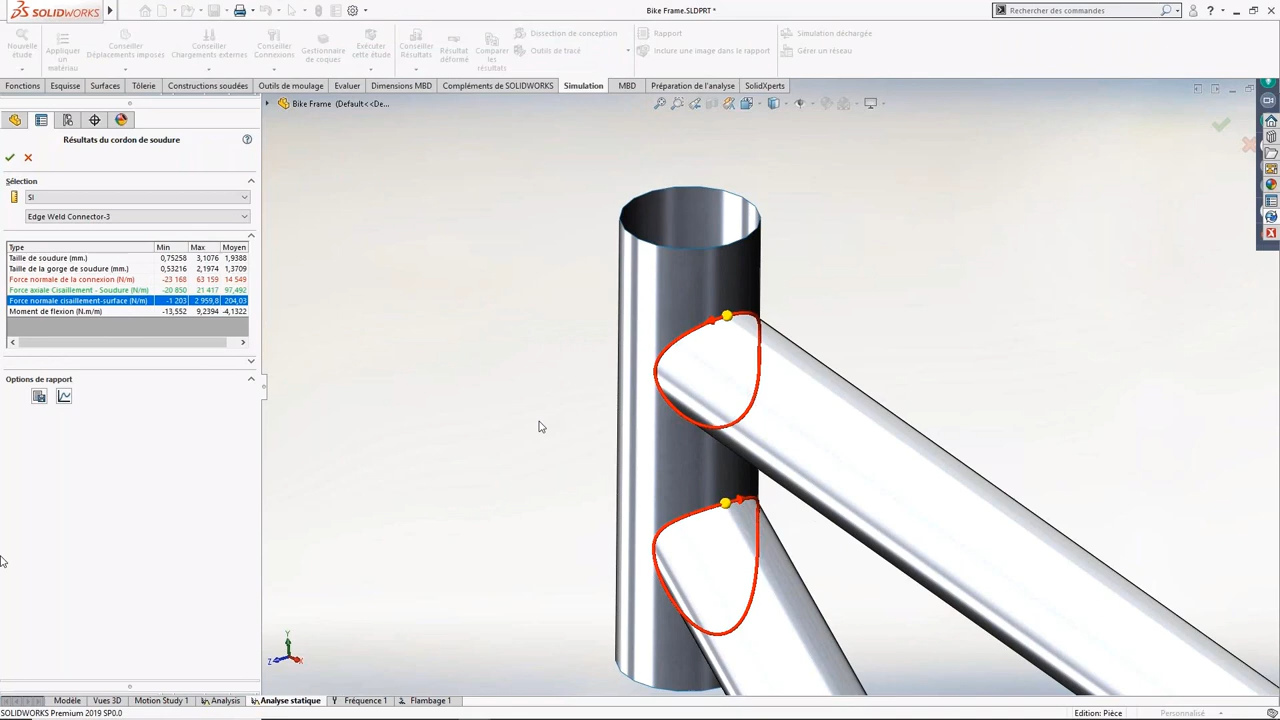 SOLIDWORKS
Bike Frame.SLDPRT *
Rechercher des commandes
Nouvelle étude
Appliquer un matériau
Conseiller Déplacements imposés
Conseiller Chargements externes
Conseiller Connexions
Gestionnaire de coques
Exécuter cette étude
Conseiller Résultats
Résultat déformé
Comparer les résultats
Dissection de conception
Outils de tracé
Rapport
Inclure une image dans le rapport
Simulation déchargée
Gérer un réseau
Fonctions Esquisse Surfaces Tôlerie Constructions soudées Outils de moulage Evaluer Dimensions MBD Compléments de SOLIDWORKS Simulation MBD Préparation de l'analyse SolidXperts
Bike Frame (Default<<De...
Résultats du cordon de soudure
Sélection
SI
Edge Weld Connector-3
Type Min Max Moyen
Taille de soudure (mm.) 0,75258 3,1076 1,9388
Taille de la gorge de soudure (mm.) 0,53216 2,1974 1,3709
Force normale de la connexion (N/m) -23 168 63 159 14 549
Force axiale Cisaillement - Soudure (N/m) -20 850 21 417 97,492
Force normale cisaillement-surface (N/m) -1 203 2 959,8 204,03
Moment de flexion (N.m/m) -13,552 9,2394 -4,1322
Options de rapport
Y
Z
X
Modèle Vues 3D Motion Study 1 Analysis Analyse statique Fréquence 1 Flambage 1
SOLIDWORKS Premium 2019 SP0.0
Edition: Pièce
Personnalisé